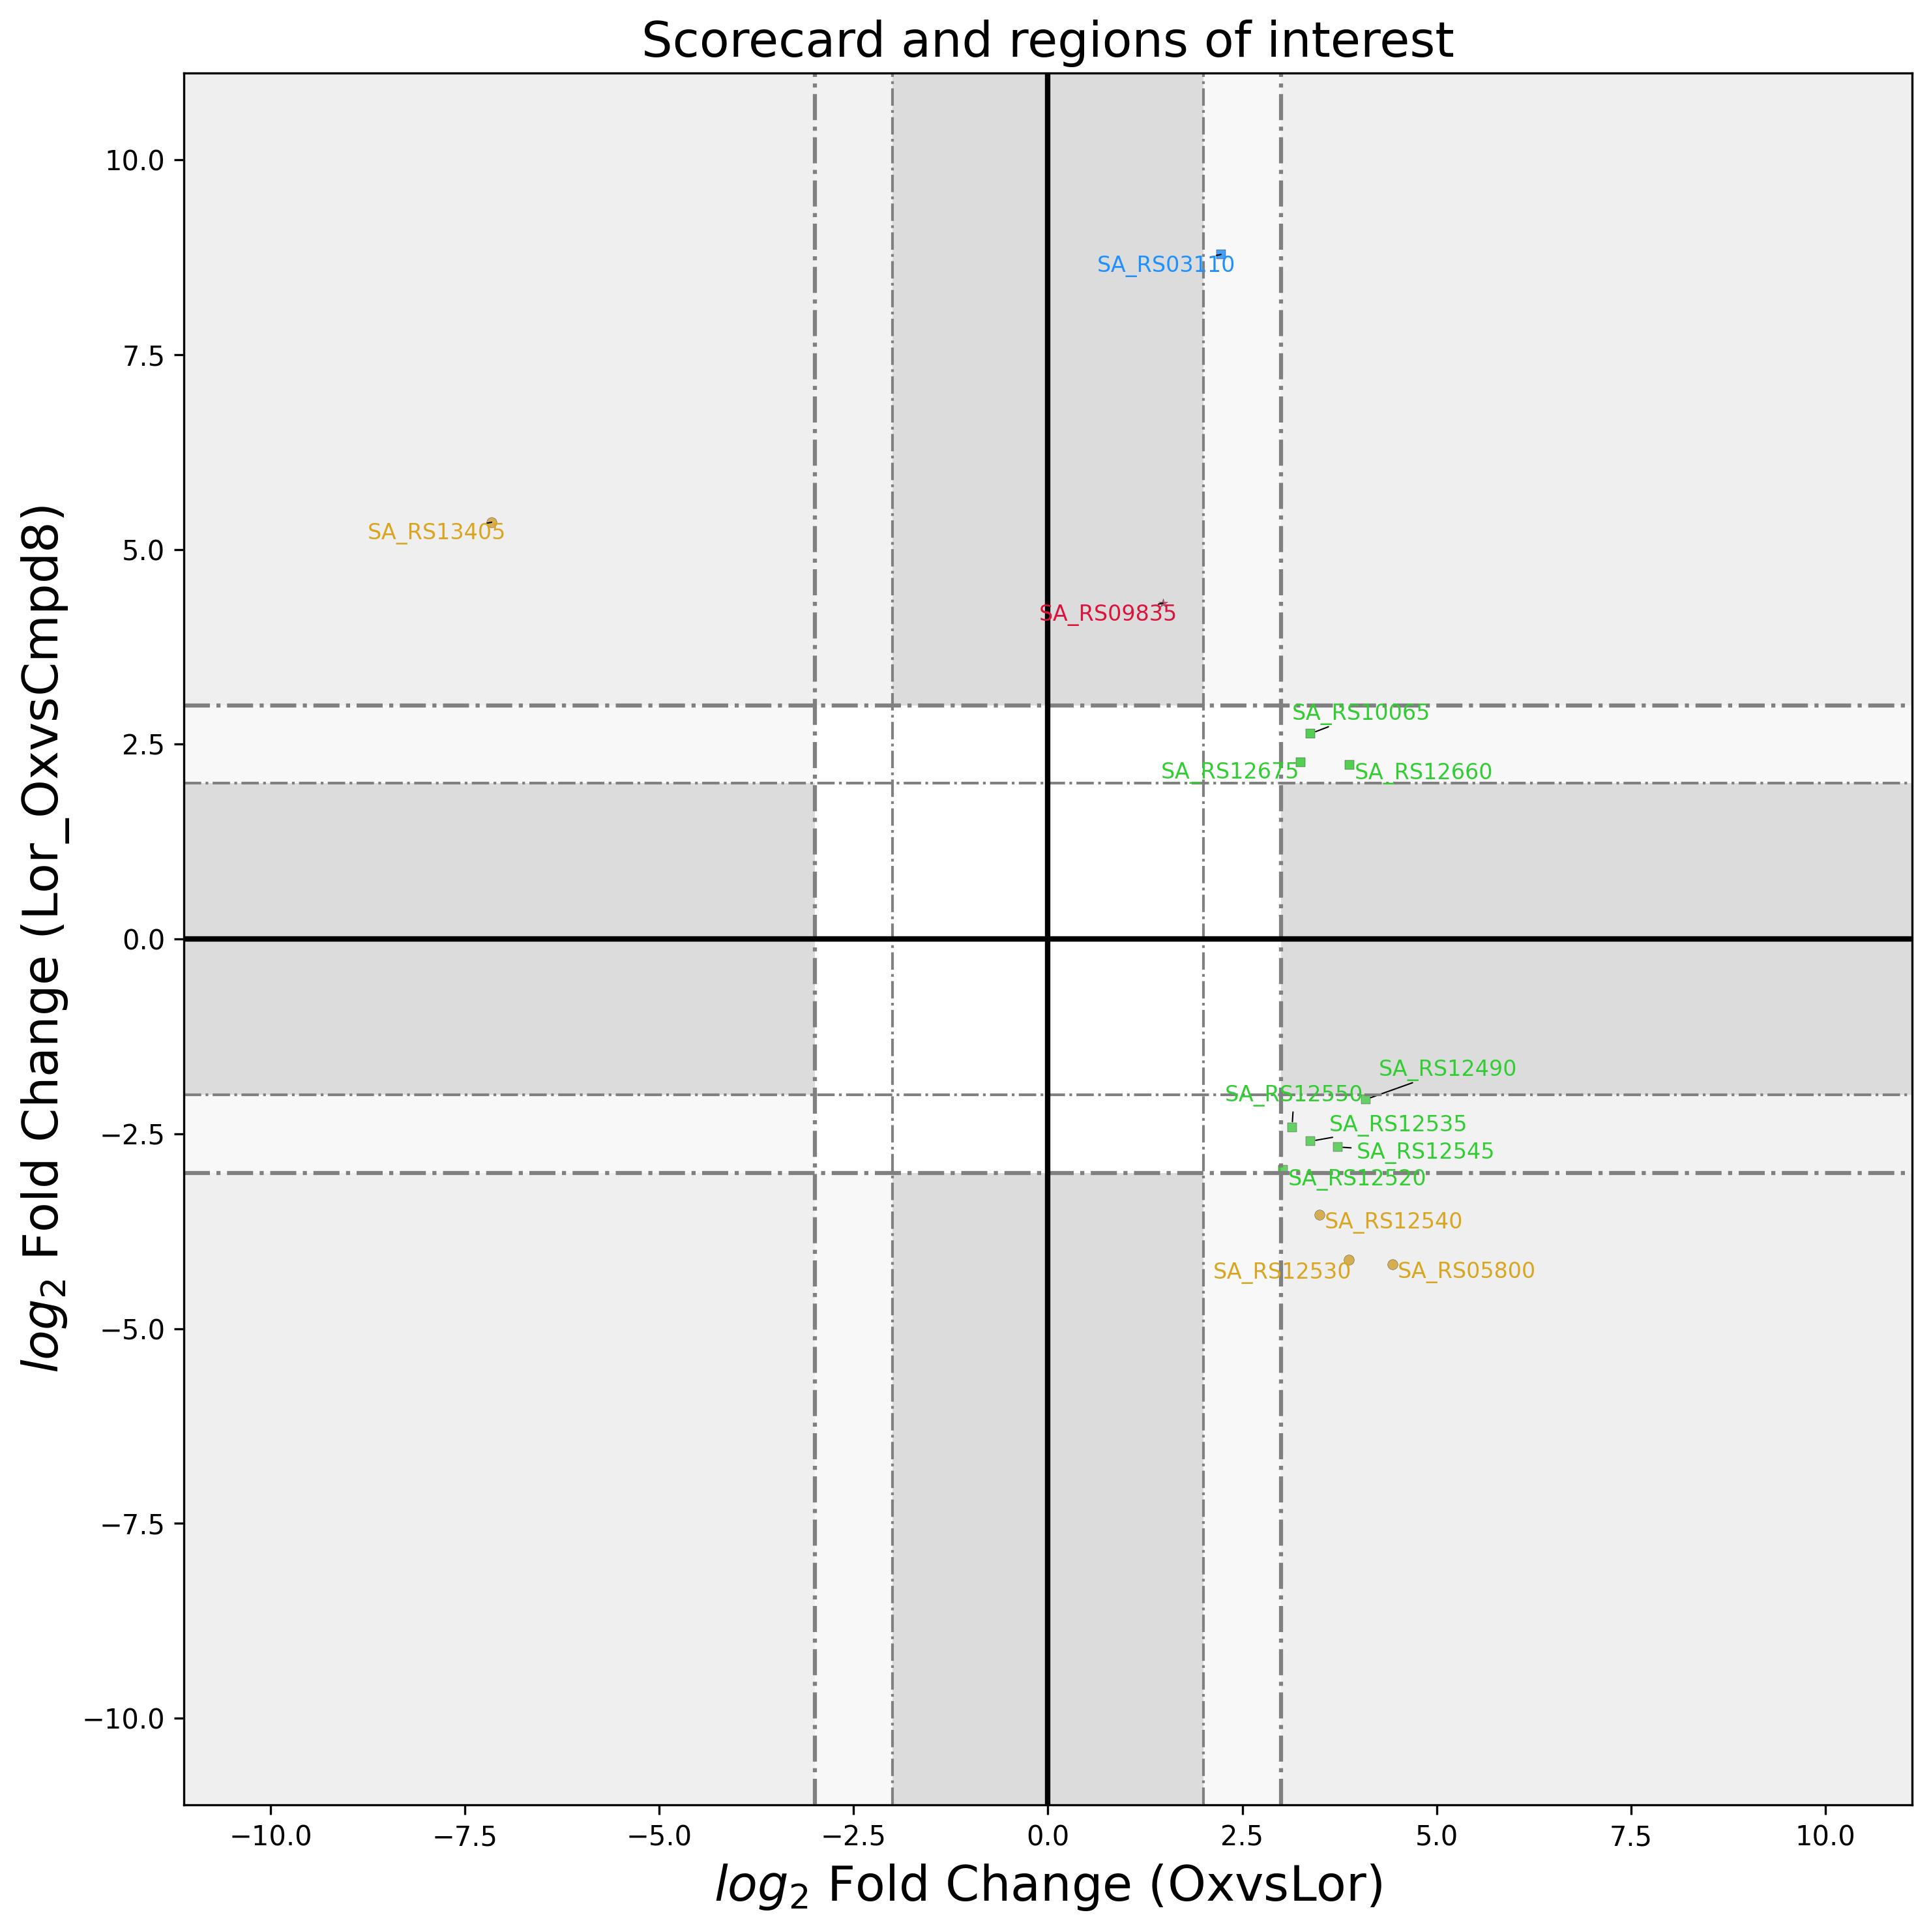 Scorecard and regions of interest
log2 Fold Change (Lor_OxvsCmpd8)
10.0
7.5
5.0
2.5
0.0
−2.5
−5.0
−7.5
−10.0
SA_RS03110
SA_RS13405
SA_RS09835
SA_RS10065
SA_RS12675
SA_RS12660
SA_RS12490
SA_RS12550
SA_RS12535
SA_RS12545
SA_RS12520
SA_RS12540
SA_RS12530
SA_RS05800
−10.0
−7.5
−5.0
−2.5
0.0
2.5
5.0
7.5
10.0
log2 Fold Change (OxvsLor)